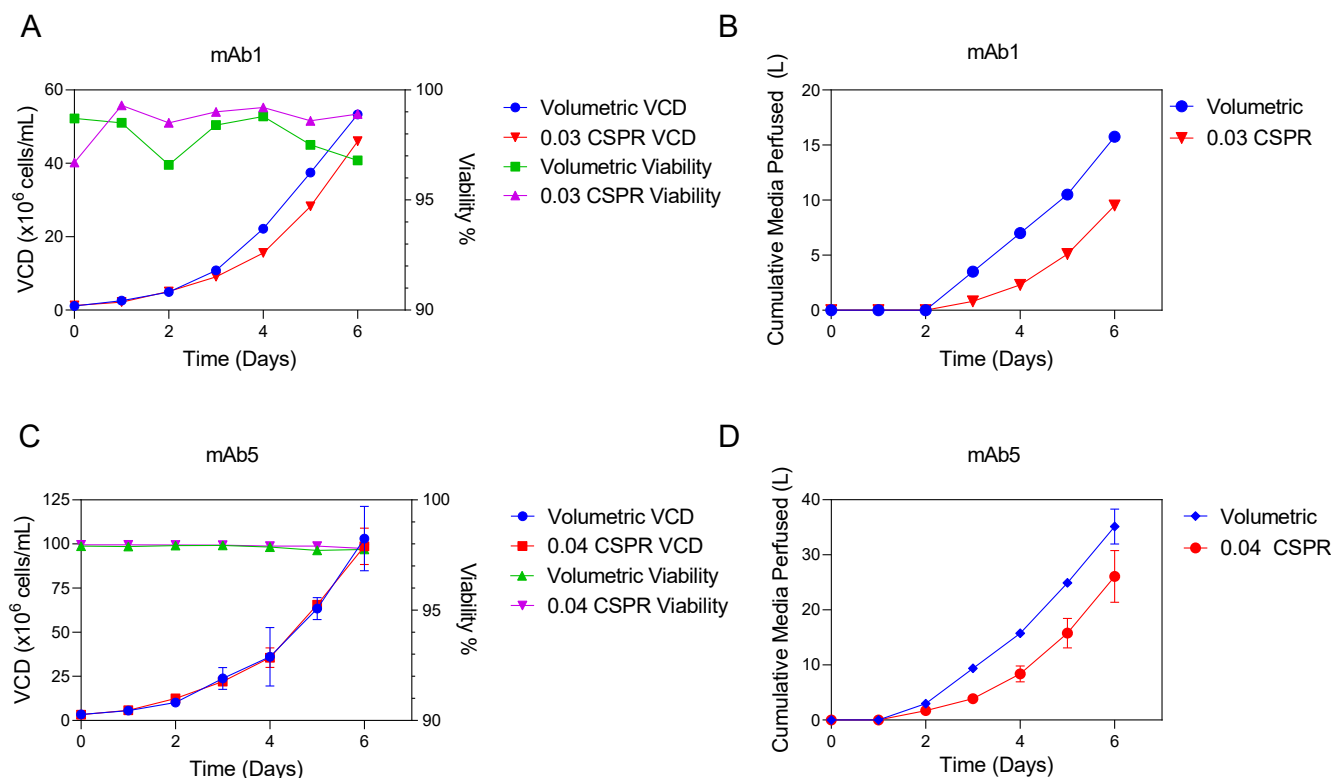 A
mAb1
VCD (x10⁶ cells/mL)
60
40
20
0
100
95
90
Viability %
0 2 4 6
Time (Days)
Volumetric VCD
0.03 CSPR VCD
Volumetric Viability
0.03 CSPR Viability
B
mAb1
Cumulative Media Perfused (L)
20
15
10
5
0
0 2 4 6
Time (Days)
Volumetric
0.03 CSPR
C
mAb5
VCD (x10⁶ cells/mL)
125
100
75
50
25
0
100
95
90
Viability %
0 2 4 6
Time (Days)
Volumetric VCD
0.04 CSPR VCD
Volumetric Viability
0.04 CSPR Viability
D
mAb5
Cumulative Media Perfused (L)
40
30
20
10
0
0 2 4 6
Time (Days)
Volumetric
0.04 CSPR